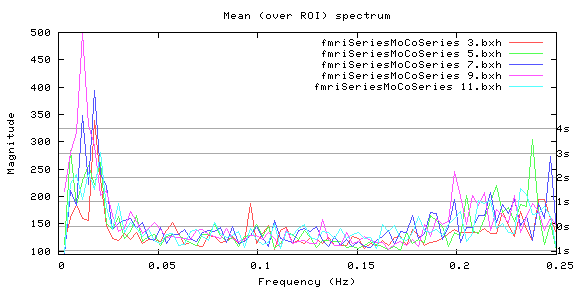 Mean (over ROI) spectrum
500
450
400
350
300
250
200
150
100
Magnitude
fmriSeriesMoCoSeries 3.bxh
fmriSeriesMoCoSeries 5.bxh
fmriSeriesMoCoSeries 7.bxh
fmriSeriesMoCoSeries 9.bxh
fmriSeriesMoCoSeries 11.bxh
4s
3s
2s
1s
0s
1s
0
0.05
0.1
0.15
0.2
0.25
Frequency (Hz)